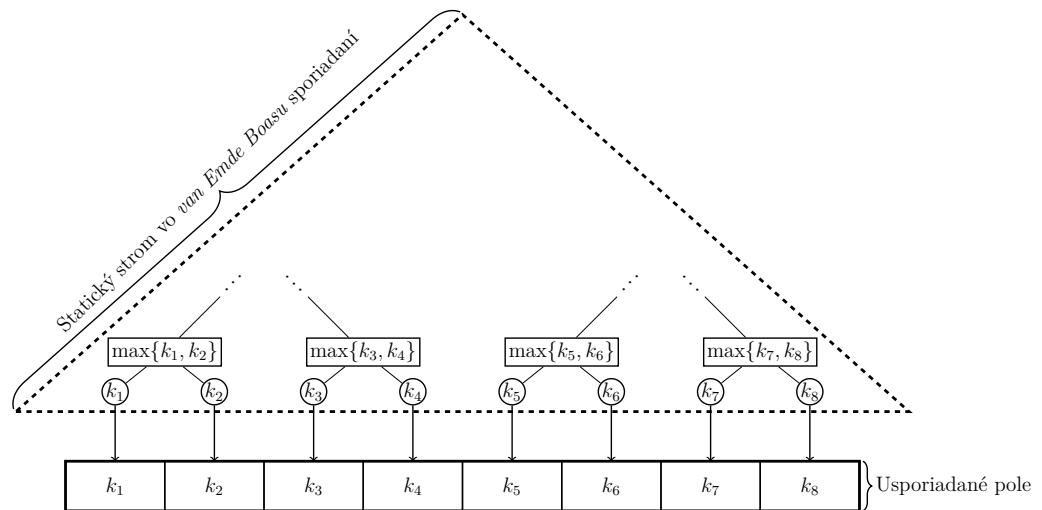 Statický strom vo van Emde Boasu sporiadaní
max{k₁, k₂} max{k₃, k₄} max{k₅, k₆} max{k₇, k₈}
k₁ k₂ k₃ k₄ k₅ k₆ k₇ k₈
k₁ k₂ k₃ k₄ k₅ k₆ k₇ k₈ Usporiadané pole